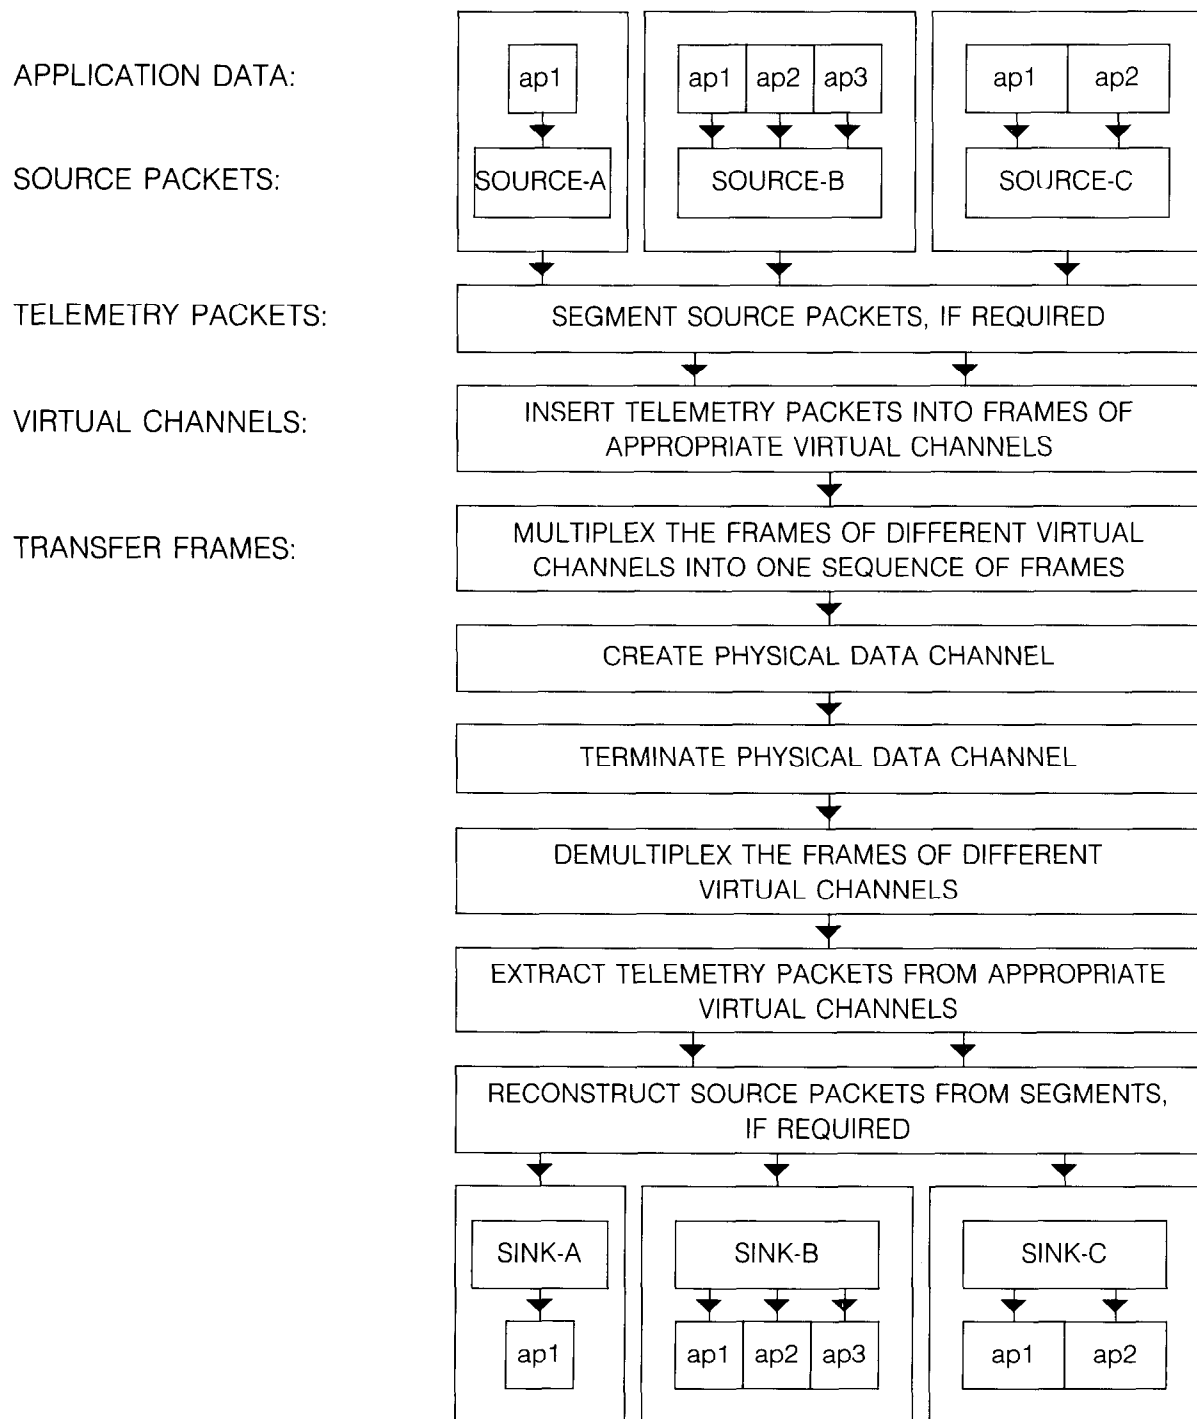 APPLICATION DATA:
ap1
ap1 ap2 ap3
ap1 ap2
SOURCE PACKETS:
SOURCE-A
SOURCE-B
SOURCE-C
TELEMETRY PACKETS:
SEGMENT SOURCE PACKETS, IF REQUIRED
VIRTUAL CHANNELS:
INSERT TELEMETRY PACKETS INTO FRAMES OF
APPROPRIATE VIRTUAL CHANNELS
TRANSFER FRAMES:
MULTIPLEX THE FRAMES OF DIFFERENT VIRTUAL
CHANNELS INTO ONE SEQUENCE OF FRAMES
CREATE PHYSICAL DATA CHANNEL
TERMINATE PHYSICAL DATA CHANNEL
DEMULTIPLEX THE FRAMES OF DIFFERENT
VIRTUAL CHANNELS
EXTRACT TELEMETRY PACKETS FROM APPROPRIATE
VIRTUAL CHANNELS
RECONSTRUCT SOURCE PACKETS FROM SEGMENTS,
IF REQUIRED
SINK-A
SINK-B
SINK-C
ap1
ap1 ap2 ap3
ap1 ap2